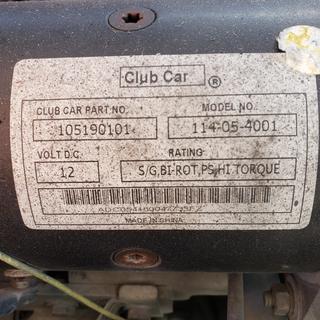 Club Car ®
CLUB CAR PART NO. MODEL NO.
105190101 114-05-4001
VOLT D.C. RATING
12 S/G,BI-ROT,PS,HI TORQUE
MADE IN CHINA